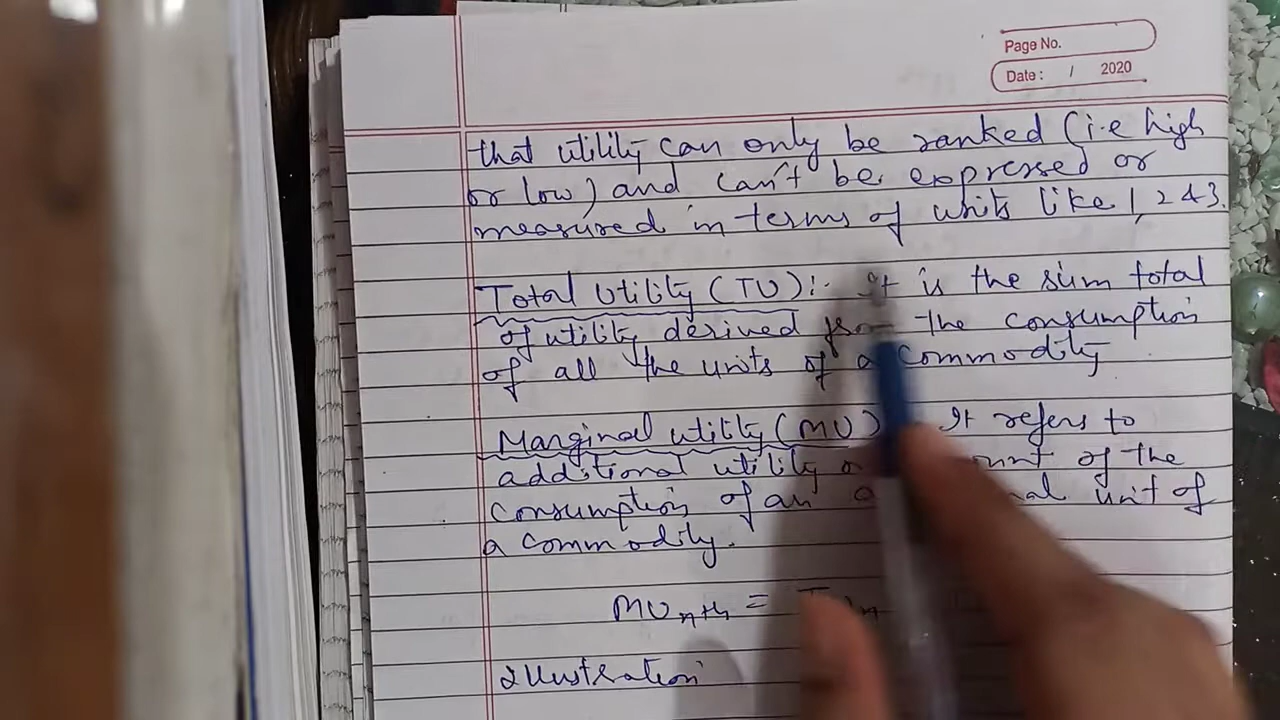 Page No.
Date: / 2020
that utility can only be ranked (i.e high
or low) and can't be expressed or
measured in terms of units like 1, 2 & 3.
Total Utility (TU):- It is the sum total
of utility derived from the consumption
of all the units of a commodity
Marginal utility (MU) It refers to
additional utility of the
consumption of an unit of
a commodity.
MUnth =
Illustration